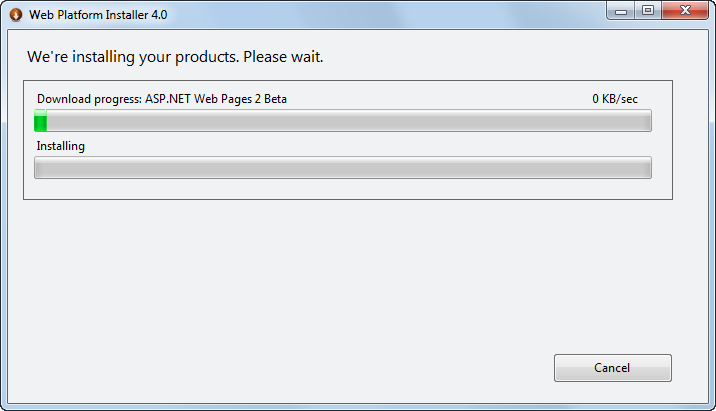 Web Platform Installer 4.0
We're installing your products. Please wait.
Download progress: ASP.NET Web Pages 2 Beta 0 KB/sec
Installing
Cancel